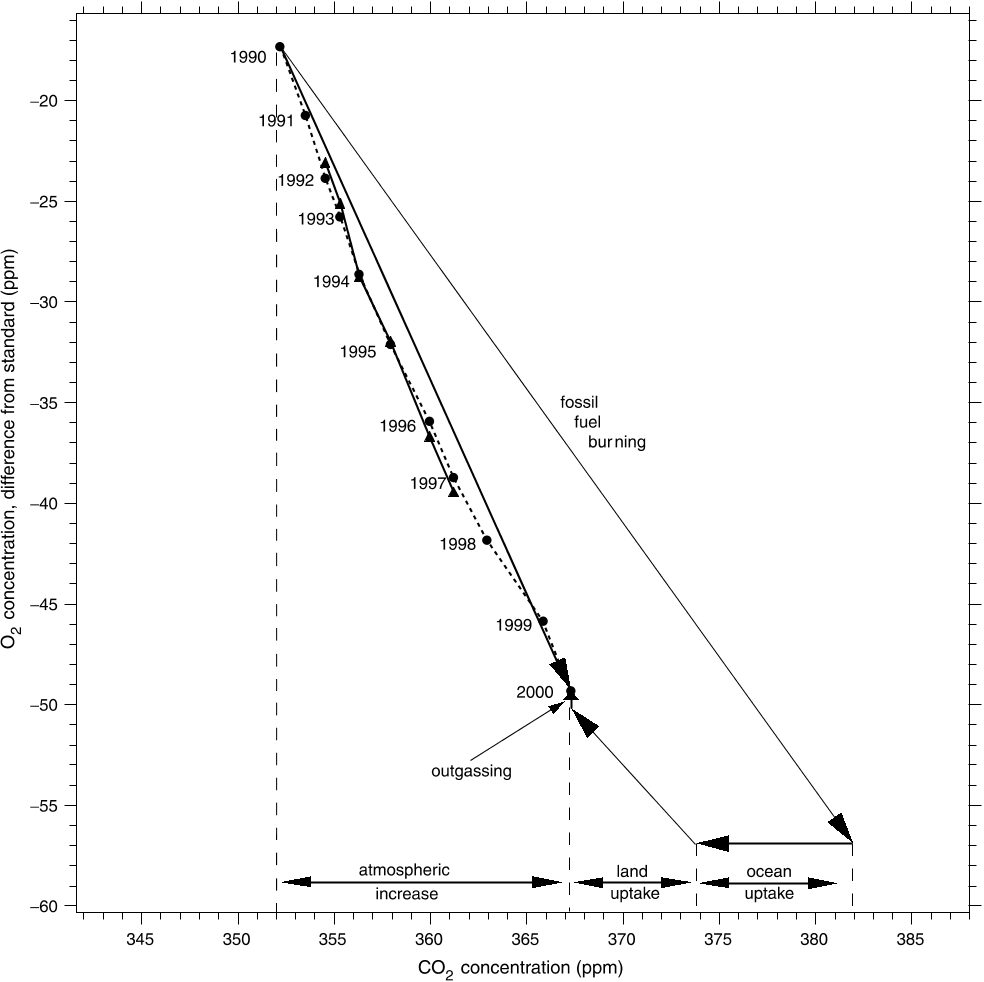 1990
−20
1991
1992
−25
1993
1994
−30
1995
−35
fossil
fuel
burning
1996
1997
−40
1998
−45
1999
2000
−50
outgassing
−55
atmospheric
increase
land
uptake
ocean
uptake
−60
345 350 355 360 365 370 375 380 385
CO2 concentration (ppm)
O2 concentration, difference from standard (ppm)